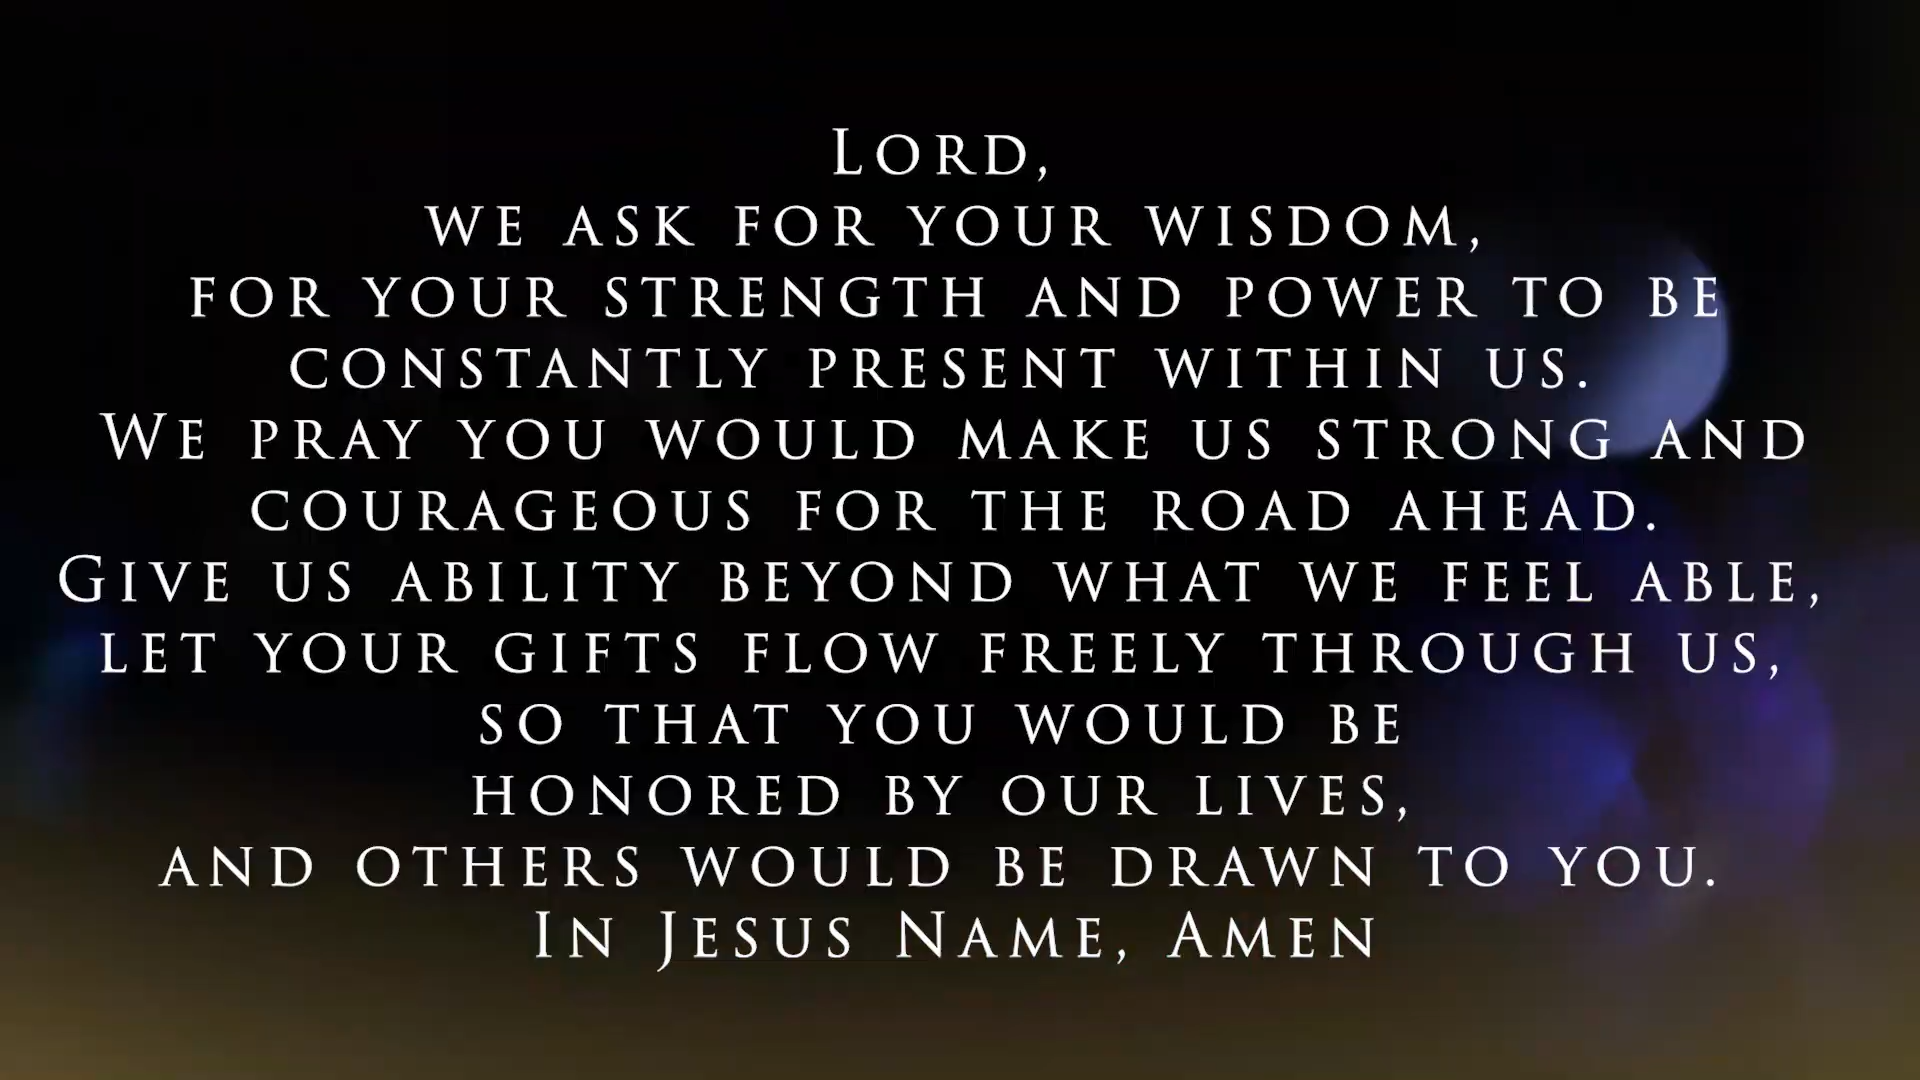 Lord,
we ask for your wisdom,
for your strength and power to be
constantly present within us.
We pray you would make us strong and
courageous for the road ahead.
Give us ability beyond what we feel able,
let your gifts flow freely through us,
so that you would be
honored by our lives,
and others would be drawn to you.
In Jesus Name, Amen